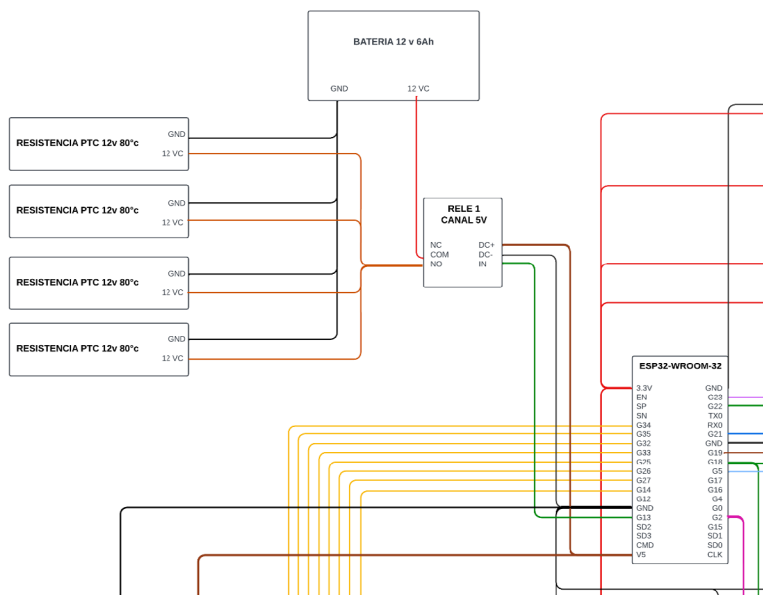 BATERIA 12 v 6Ah
GND 12 VC
RESISTENCIA PTC 12v 80°c
GND
12 VC
RESISTENCIA PTC 12v 80°c
GND
12 VC
RESISTENCIA PTC 12v 80°c
GND
12 VC
RESISTENCIA PTC 12v 80°c
GND
12 VC
RELE 1
CANAL 5V
NC DC+
COM DC-
NO IN
ESP32-WROOM-32
3.3V GND
EN G23
SP G22
SN TX0
G34 RX0
G35 G21
G32 GND
G33 G19
G25 G18
G26 G5
G27 G17
G14 G16
G12 G4
GND G0
G13 G2
SD2 G15
SD3 SD1
CMD SD0
V5 CLK